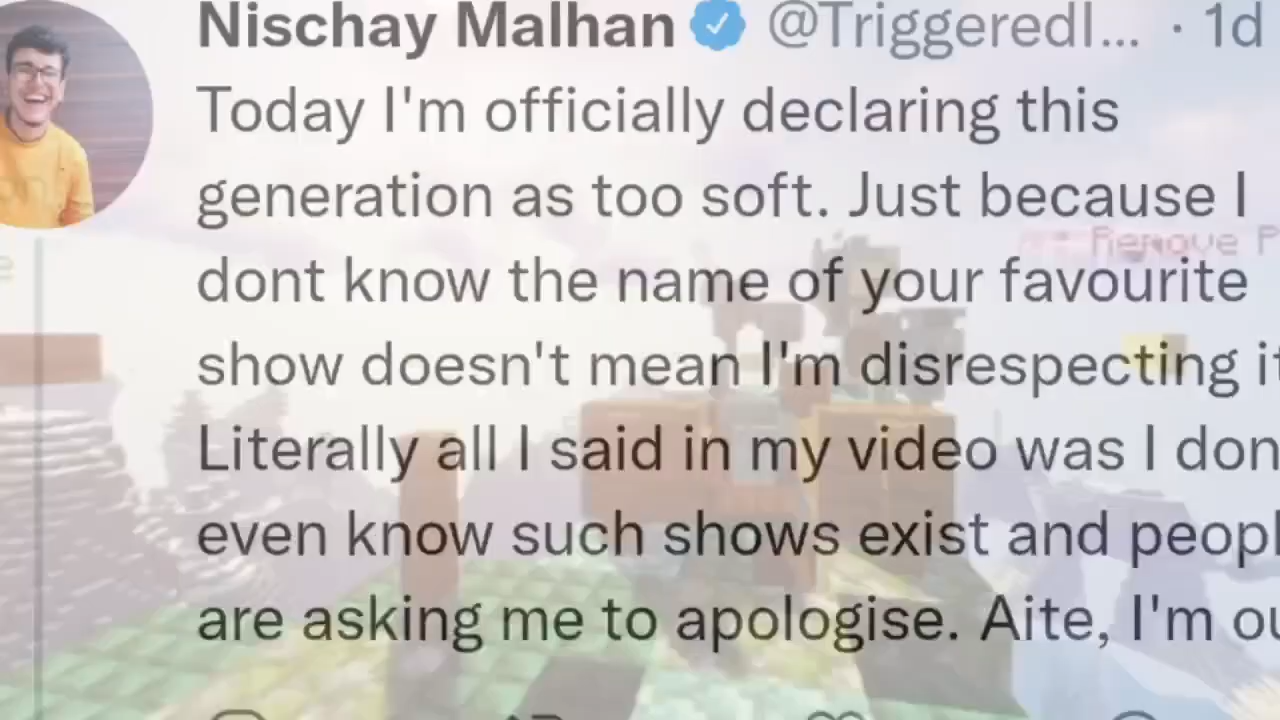 Nischay Malhan @TriggeredI... · 1d
Today I'm officially declaring this
generation as too soft. Just because I
dont know the name of your favourite
show doesn't mean I'm disrespecting it
Literally all I said in my video was I don
even know such shows exist and peopl
are asking me to apologise. Aite, I'm ou
Remove P
on
e